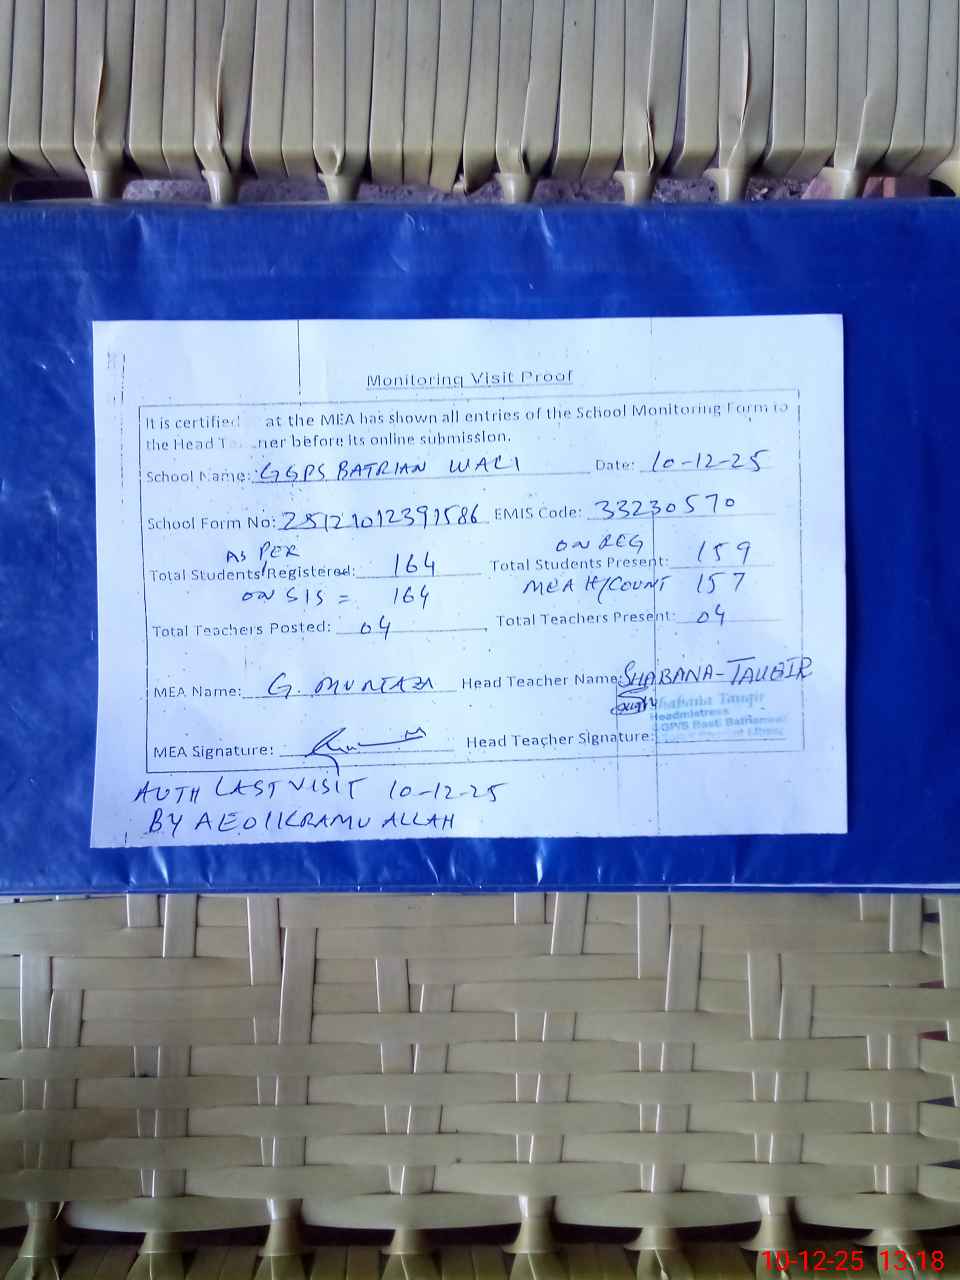 Monitoring Visit Proof
It is certified at the MEA has shown all entries of the School Monitoring Form to
the Head before its online submission.
School Name: GGPS BATRIAN WALI Date: 10-12-25
School Form No: EMIS Code: 33230570
AS PER ON REG
Total Students Registered: 164 Total Students Present: 159
ON SIS = 164 MEA H/COUNT 157
Total Teachers Posted: 04 Total Teachers Present: 04
MEA Name: G. MURTAZA Head Teacher Name: SHABANA-TAUQIR
Shabana Tauqir
Headmistress
GGP/S Basti
MEA Signature: Head Teacher Signature:
AUTH LAST VISIT 10-12-25
BY AEO IKRAMU ALLAH
10-12-25 13:18